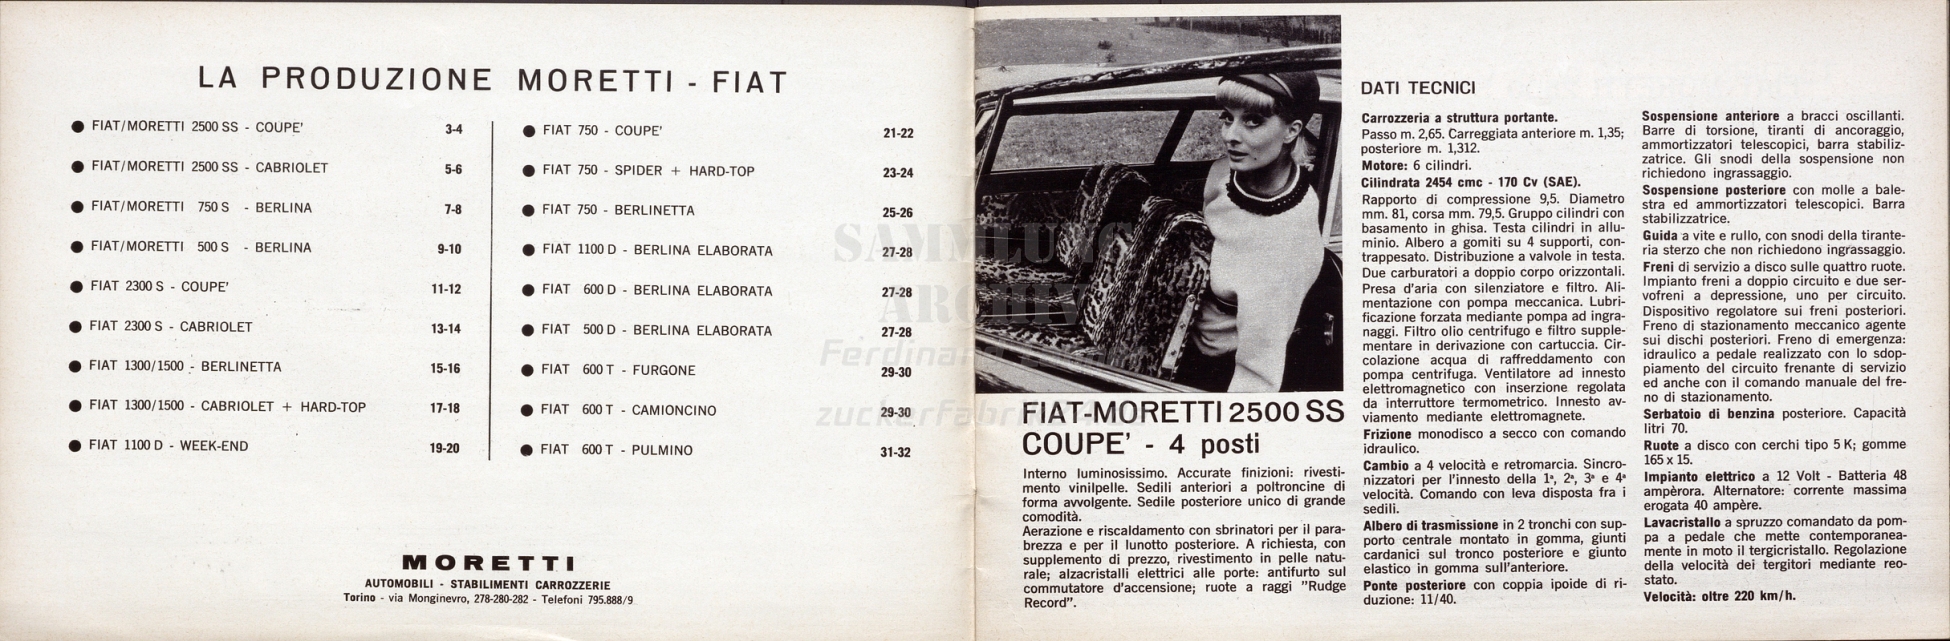 LA PRODUZIONE MORETTI - FIAT
● FIAT/MORETTI 2500 SS - COUPE' 3-4
● FIAT/MORETTI 2500 SS - CABRIOLET 5-6
● FIAT/MORETTI 750 S - BERLINA 7-8
● FIAT/MORETTI 500 S - BERLINA 9-10
● FIAT 2300 S - COUPE' 11-12
● FIAT 2300 S - CABRIOLET 13-14
● FIAT 1300/1500 - BERLINETTA 15-16
● FIAT 1300/1500 - CABRIOLET + HARD-TOP 17-18
● FIAT 1100 D - WEEK-END 19-20
● FIAT 750 - COUPE' 21-22
● FIAT 750 - SPIDER + HARD-TOP 23-24
● FIAT 750 - BERLINETTA 25-26
● FIAT 1100 D - BERLINA ELABORATA 27-28
● FIAT 600 D - BERLINA ELABORATA 27-28
● FIAT 500 D - BERLINA ELABORATA 27-28
● FIAT 600 T - FURGONE 29-30
● FIAT 600 T - CAMIONCINO 29-30
● FIAT 600 T - PULMINO 31-32
MORETTI
AUTOMOBILI - STABILIMENTI CARROZZERIE
Torino - via Monginevro, 278-280-282 - Telefoni 795.888/9
SAMMLUNG
ARCHIV
Ferdinand
zuckerfabrik24
FIAT-MORETTI 2500 SS
COUPE' - 4 posti
Interno luminosissimo. Accurate finizioni: rivesti-
mento vinilpelle. Sedili anteriori a poltroncine di
forma avvolgente. Sedile posteriore unico di grande
comodità.
Aerazione e riscaldamento con sbrinatori per il para-
brezza e per il lunotto posteriore. A richiesta, con
supplemento di prezzo, rivestimento in pelle natu-
rale; alzacristalli elettrici alle porte: antifurto sul
commutatore d'accensione; ruote a raggi "Rudge
Record".
DATI TECNICI
Carrozzeria a struttura portante.
Passo m. 2,65. Carreggiata anteriore m. 1,35;
posteriore m. 1,312.
Motore: 6 cilindri.
Cilindrata 2454 cmc - 170 Cv (SAE).
Rapporto di compressione 9,5. Diametro
mm. 81, corsa mm. 79,5. Gruppo cilindri con
basamento in ghisa. Testa cilindri in allu-
minio. Albero a gomiti su 4 supporti, con-
trappesato. Distribuzione a valvole in testa.
Due carburatori a doppio corpo orizzontali.
Presa d'aria con silenziatore e filtro. Ali-
mentazione con pompa meccanica. Lubri-
ficazione forzata mediante pompa ad ingra-
naggi. Filtro olio centrifugo e filtro supple-
mentare in derivazione con cartuccia. Cir-
colazione acqua di raffreddamento con
pompa centrifuga. Ventilatore ad innesto
elettromagnetico con inserzione regolata
da interruttore termometrico. Innesto av-
viamento mediante elettromagnete.
Frizione monodisco a secco con comando
idraulico.
Cambio a 4 velocità e retromarcia. Sincro-
nizzatori per l'innesto della 1ª, 2ª, 3ª e 4ª
velocità. Comando con leva disposta fra i
sedili.
Albero di trasmissione in 2 tronchi con sup-
porto centrale montato in gomma, giunti
cardanici sul tronco posteriore e giunto
elastico in gomma sull'anteriore.
Ponte posteriore con coppia ipoide di ri-
duzione: 11/40.
Sospensione anteriore a bracci oscillanti.
Barre di torsione, tiranti di ancoraggio,
ammortizzatori telescopici, barra stabiliz-
zatrice. Gli snodi della sospensione non
richiedono ingrassaggio.
Sospensione posteriore con molle a bale-
stra ed ammortizzatori telescopici. Barra
stabilizzatrice.
Guida a vite e rullo, con snodi della tirante-
ria sterzo che non richiedono ingrassaggio.
Freni di servizio a disco sulle quattro ruote.
Impianto freni a doppio circuito e due ser-
vofreni a depressione, uno per circuito.
Dispositivo regolatore sui freni posteriori.
Freno di stazionamento meccanico agente
sui dischi posteriori. Freno di emergenza:
idraulico a pedale realizzato con lo sdop-
piamento del circuito frenante di servizio
ed anche con il comando manuale del fre-
no di stazionamento.
Serbatoio di benzina posteriore. Capacità
litri 70.
Ruote a disco con cerchi tipo 5 K; gomme
165 x 15.
Impianto elettrico a 12 Volt - Batteria 48
ampèrora. Alternatore: corrente massima
erogata 40 ampère.
Lavacristallo a spruzzo comandato da pom-
pa a pedale che mette contemporanea-
mente in moto il tergicristallo. Regolazione
della velocità dei tergitori mediante reo-
stato.
Velocità: oltre 220 km/h.